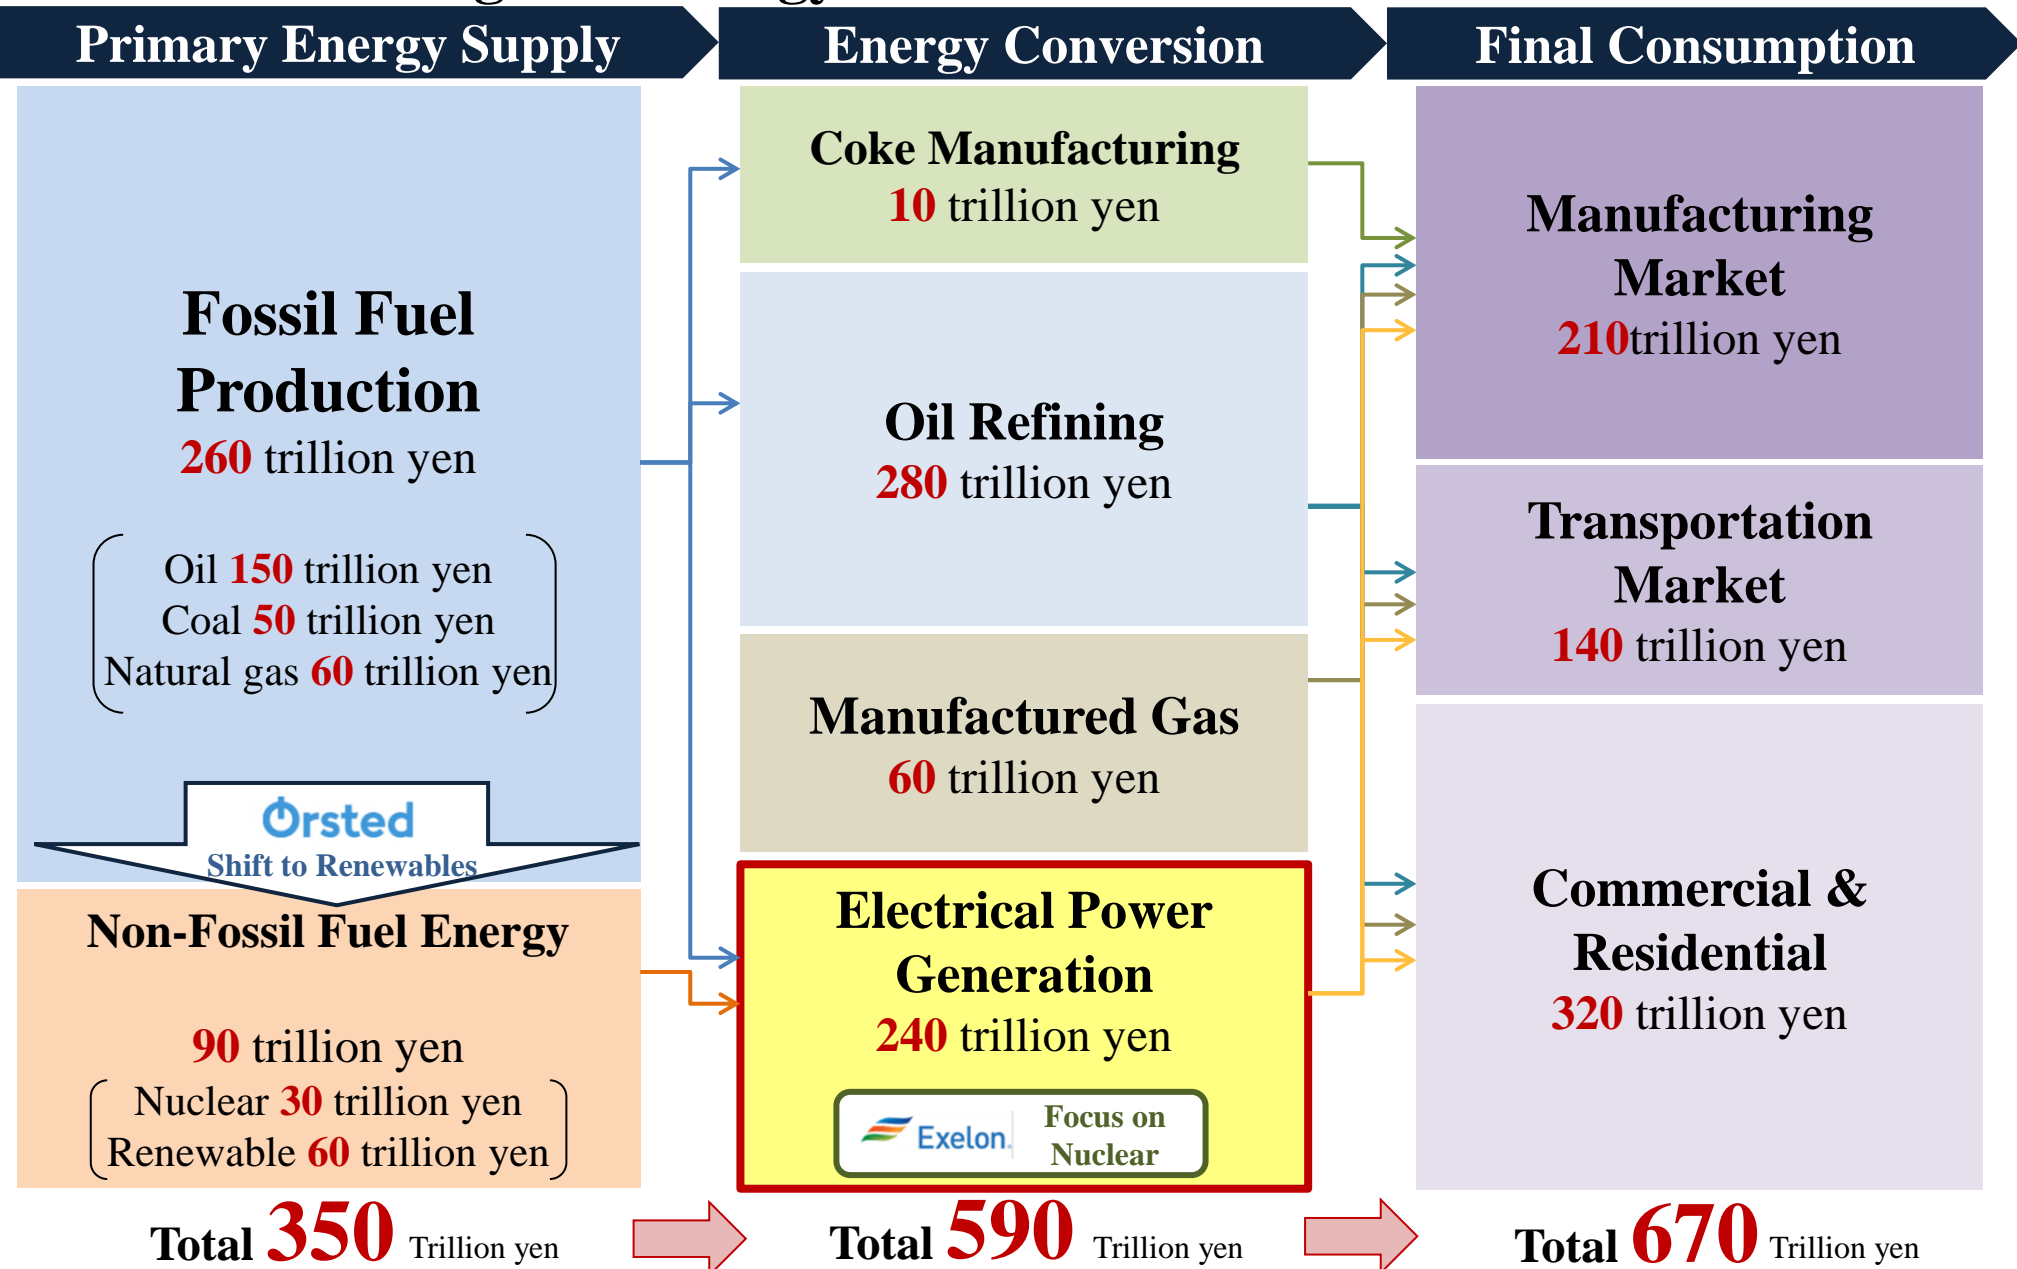 Primary Energy Supply
Energy Conversion
Final Consumption
Fossil Fuel
Production
260 trillion yen
Oil 150 trillion yen
Coal 50 trillion yen
Natural gas 60 trillion yen
Ørsted
Shift to Renewables
Non-Fossil Fuel Energy
90 trillion yen
Nuclear 30 trillion yen
Renewable 60 trillion yen
Total 350 Trillion yen
Coke Manufacturing
10 trillion yen
Oil Refining
280 trillion yen
Manufactured Gas
60 trillion yen
Electrical Power
Generation
240 trillion yen
Exelon.
Focus on
Nuclear
Total 590 Trillion yen
Manufacturing
Market
210trillion yen
Transportation
Market
140 trillion yen
Commercial &
Residential
320 trillion yen
Total 670 Trillion yen